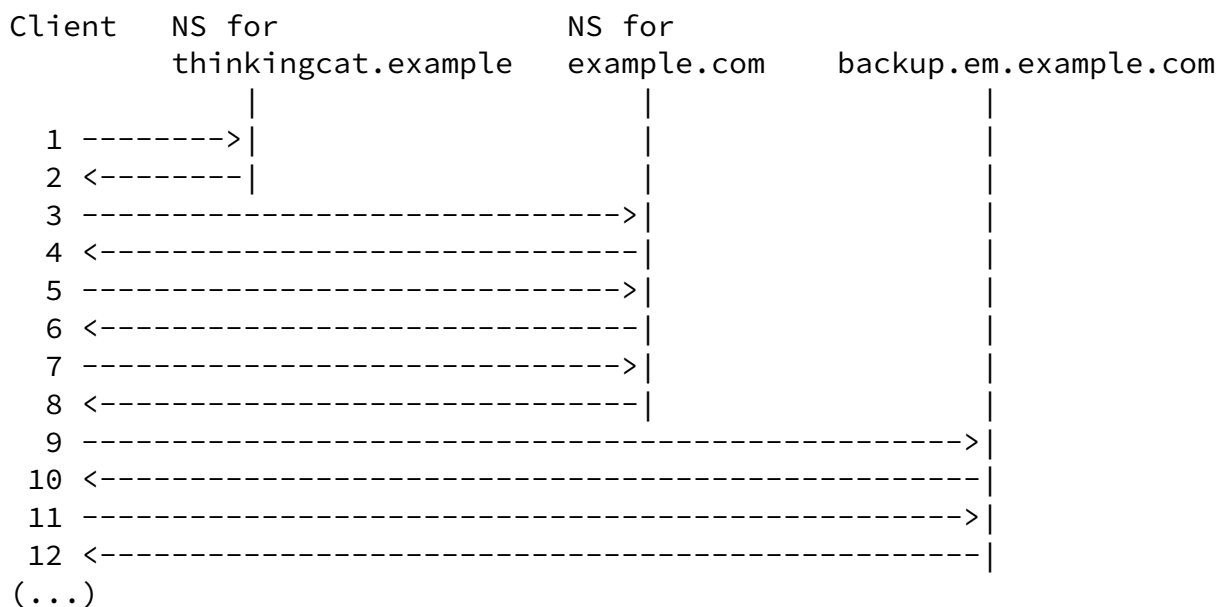 Client   NS for                NS for
         thinkingcat.example   example.com    backup.em.example.com
             |                     |                  |
  1 -------->|                     |                  |
  2 <--------|                     |                  |
  3 ------------------------------>|                  |
  4 <------------------------------|                  |
  5 ------------------------------>|                  |
  6 <------------------------------|                  |
  7 ------------------------------>|                  |
  8 <------------------------------|                  |
  9 ------------------------------------------------->|
 10 <-------------------------------------------------|
 11 ------------------------------------------------->|
 12 <-------------------------------------------------|
(...)